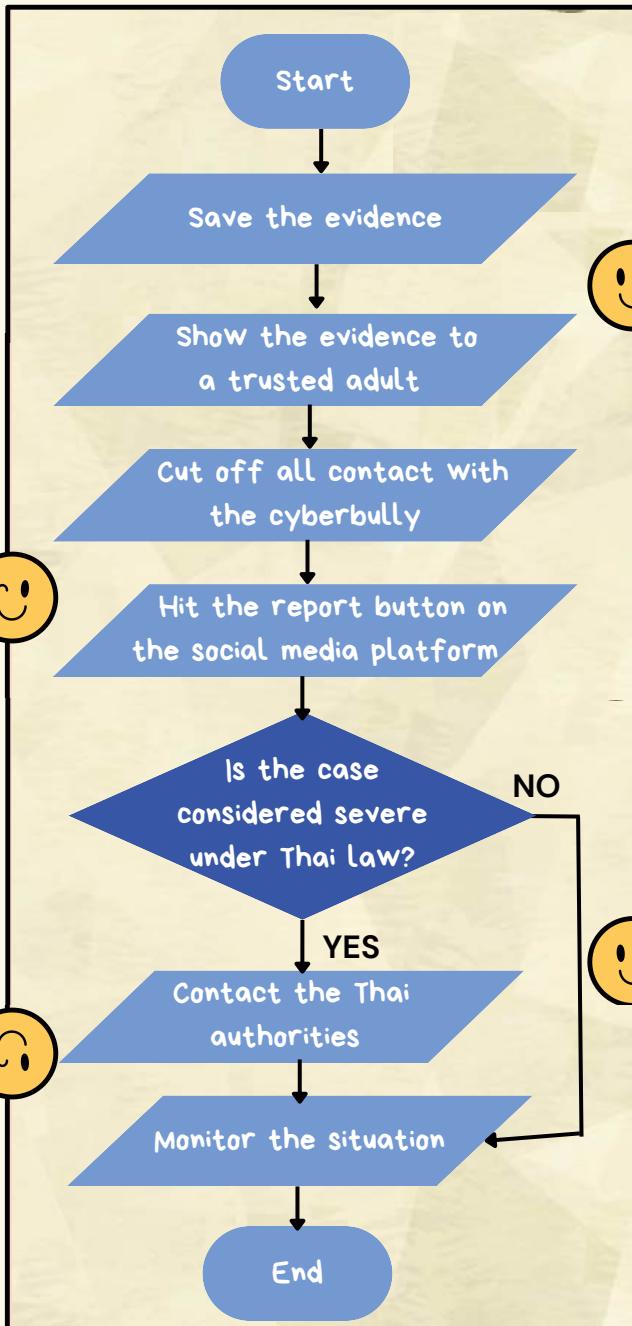 Start
Save the evidence
Show the evidence to
a trusted adult
Cut off all contact with
the cyberbully
Hit the report button on
the social media platform
Is the case
considered severe
under Thai law?
NO
YES
Contact the Thai
authorities
Monitor the situation
End